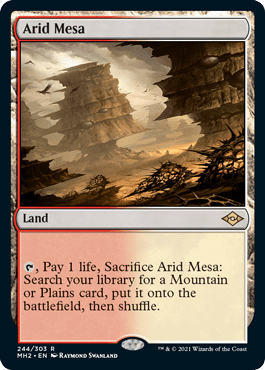 Arid Mesa
Land
, Pay 1 life, Sacrifice Arid Mesa:
Search your library for a Mountain
or Plains card, put it onto the
battlefield, then shuffle.
244/303 R
MH2 • EN RAYMOND SWANLAND
™ & © 2021 Wizards of the Coast